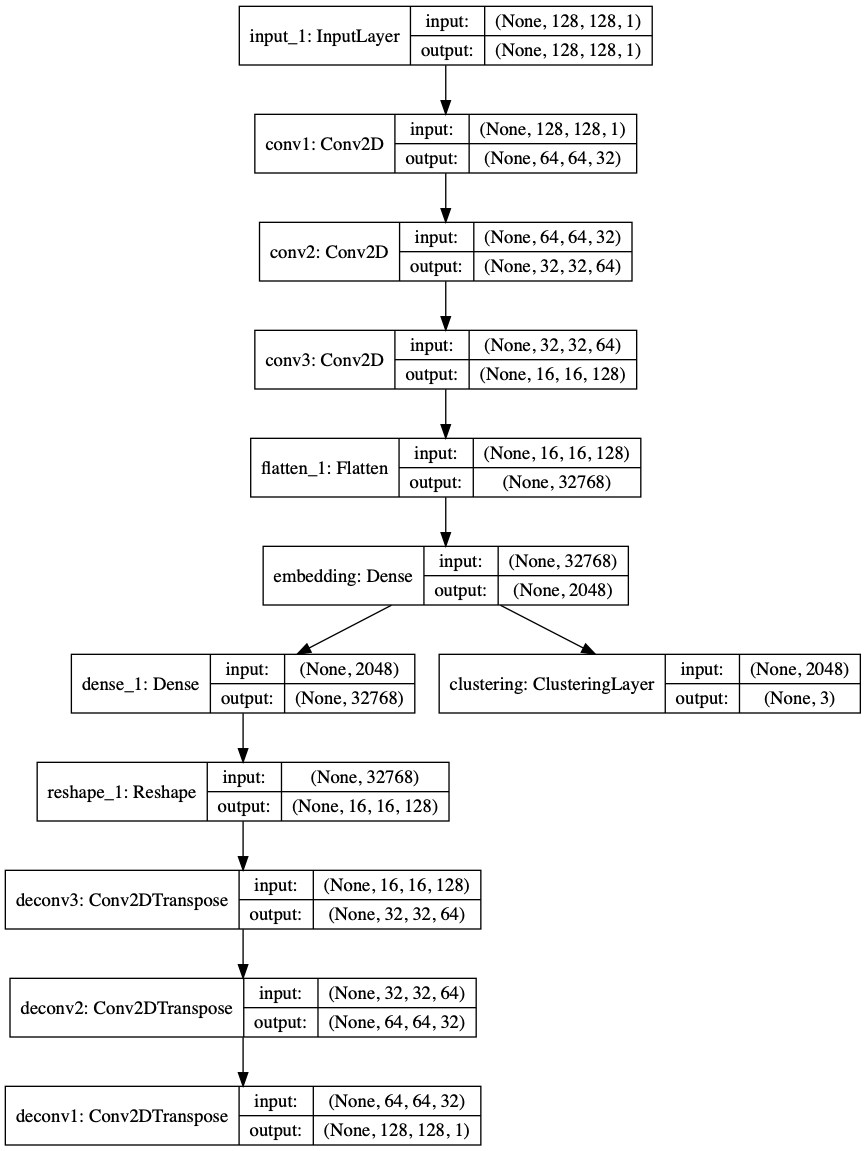 input_1: InputLayer
input: (None, 128, 128, 1)
output: (None, 128, 128, 1)
conv1: Conv2D
input: (None, 128, 128, 1)
output: (None, 64, 64, 32)
conv2: Conv2D
input: (None, 64, 64, 32)
output: (None, 32, 32, 64)
conv3: Conv2D
input: (None, 32, 32, 64)
output: (None, 16, 16, 128)
flatten_1: Flatten
input: (None, 16, 16, 128)
output: (None, 32768)
embedding: Dense
input: (None, 32768)
output: (None, 2048)
dense_1: Dense
input: (None, 2048)
output: (None, 32768)
clustering: ClusteringLayer
input: (None, 2048)
output: (None, 3)
reshape_1: Reshape
input: (None, 32768)
output: (None, 16, 16, 128)
deconv3: Conv2DTranspose
input: (None, 16, 16, 128)
output: (None, 32, 32, 64)
deconv2: Conv2DTranspose
input: (None, 32, 32, 64)
output: (None, 64, 64, 32)
deconv1: Conv2DTranspose
input: (None, 64, 64, 32)
output: (None, 128, 128, 1)